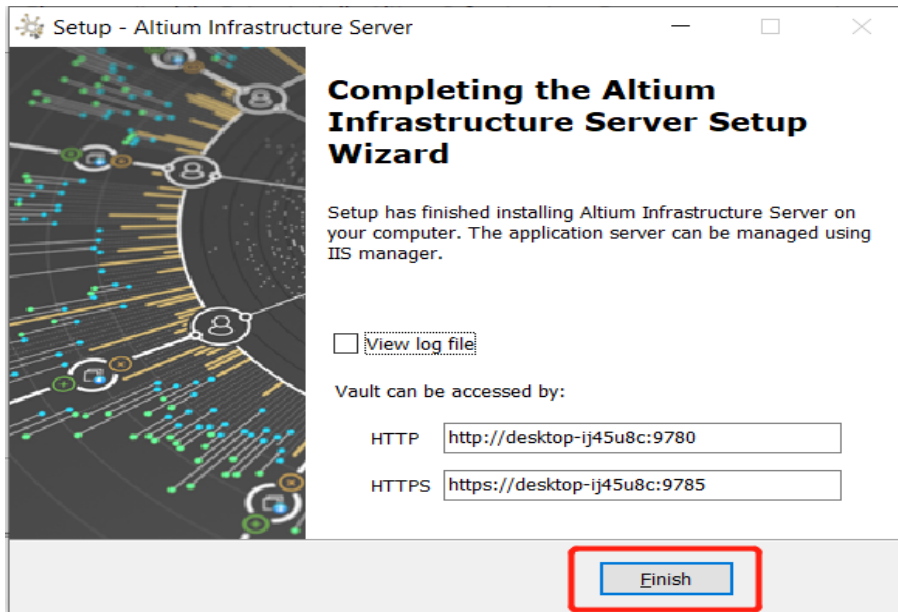 Setup - Altium Infrastructure Server
Completing the Altium
Infrastructure Server Setup
Wizard
Setup has finished installing Altium Infrastructure Server on
your computer. The application server can be managed using
IIS manager.
View log file
Vault can be accessed by:
HTTP http://desktop-ij45u8c:9780
HTTPS https://desktop-ij45u8c:9785
Finish